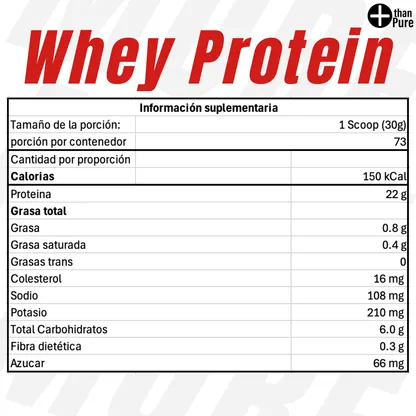 than
Pure
Whey Protein
Información suplementaria
Tamaño de la porción: 1 Scoop (30g)
porción por contenedor 73
Cantidad por proporción
Calorias 150 kCal
Proteina 22 g
Grasa total
Grasa 0.8 g
Grasa saturada 0.4 g
Grasas trans 0
Colesterol 16 mg
Sodio 108 mg
Potasio 210 mg
Total Carbohidratos 6.0 g
Fibra dietética 0.3 g
Azucar 66 mg